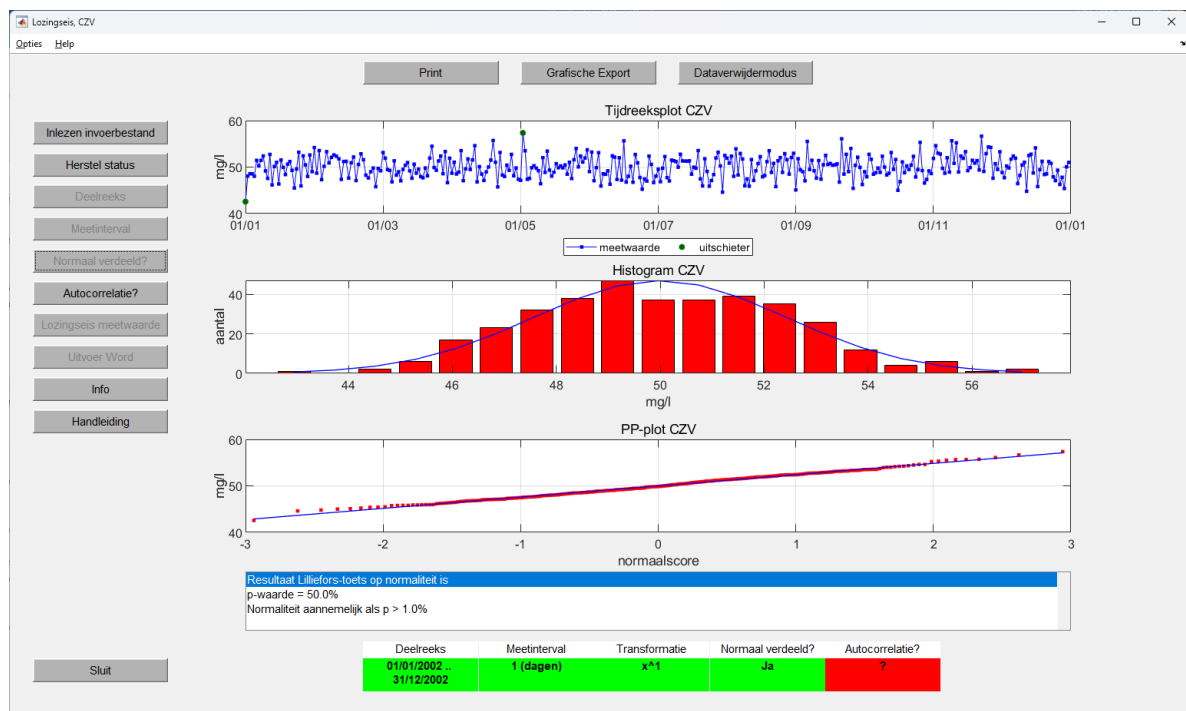 Lozingseis, CZV
Opties Help
Print Grafische Export Dataverwijdermodus
Inlezen invoerbestand
Herstel status
Deelreeks
Meetinterval
Normaal verdeeld?
Autocorrelatie?
Lozingseis meetwaarde
Uitvoer Word
Info
Handleiding
Sluit
Tijdreeksplot CZV
mg/l
60
50
40
01/01 01/03 01/05 01/07 01/09 01/11 01/01
meetwaarde uitschieter
Histogram CZV
aantal
40
20
0
44 46 48 50 52 54 56
mg/l
PP-plot CZV
mg/l
60
50
40
-3 -2 -1 0 1 2 3
normaalscore
Resultaat Lilliefors-toets op normaliteit is
p-waarde = 50.0%
Normaliteit aannemelijk als p > 1.0%
Deelreeks Meetinterval Transformatie Normaal verdeeld? Autocorrelatie?
01/01/2002 .. 1 (dagen) x^1 Ja ?
31/12/2002